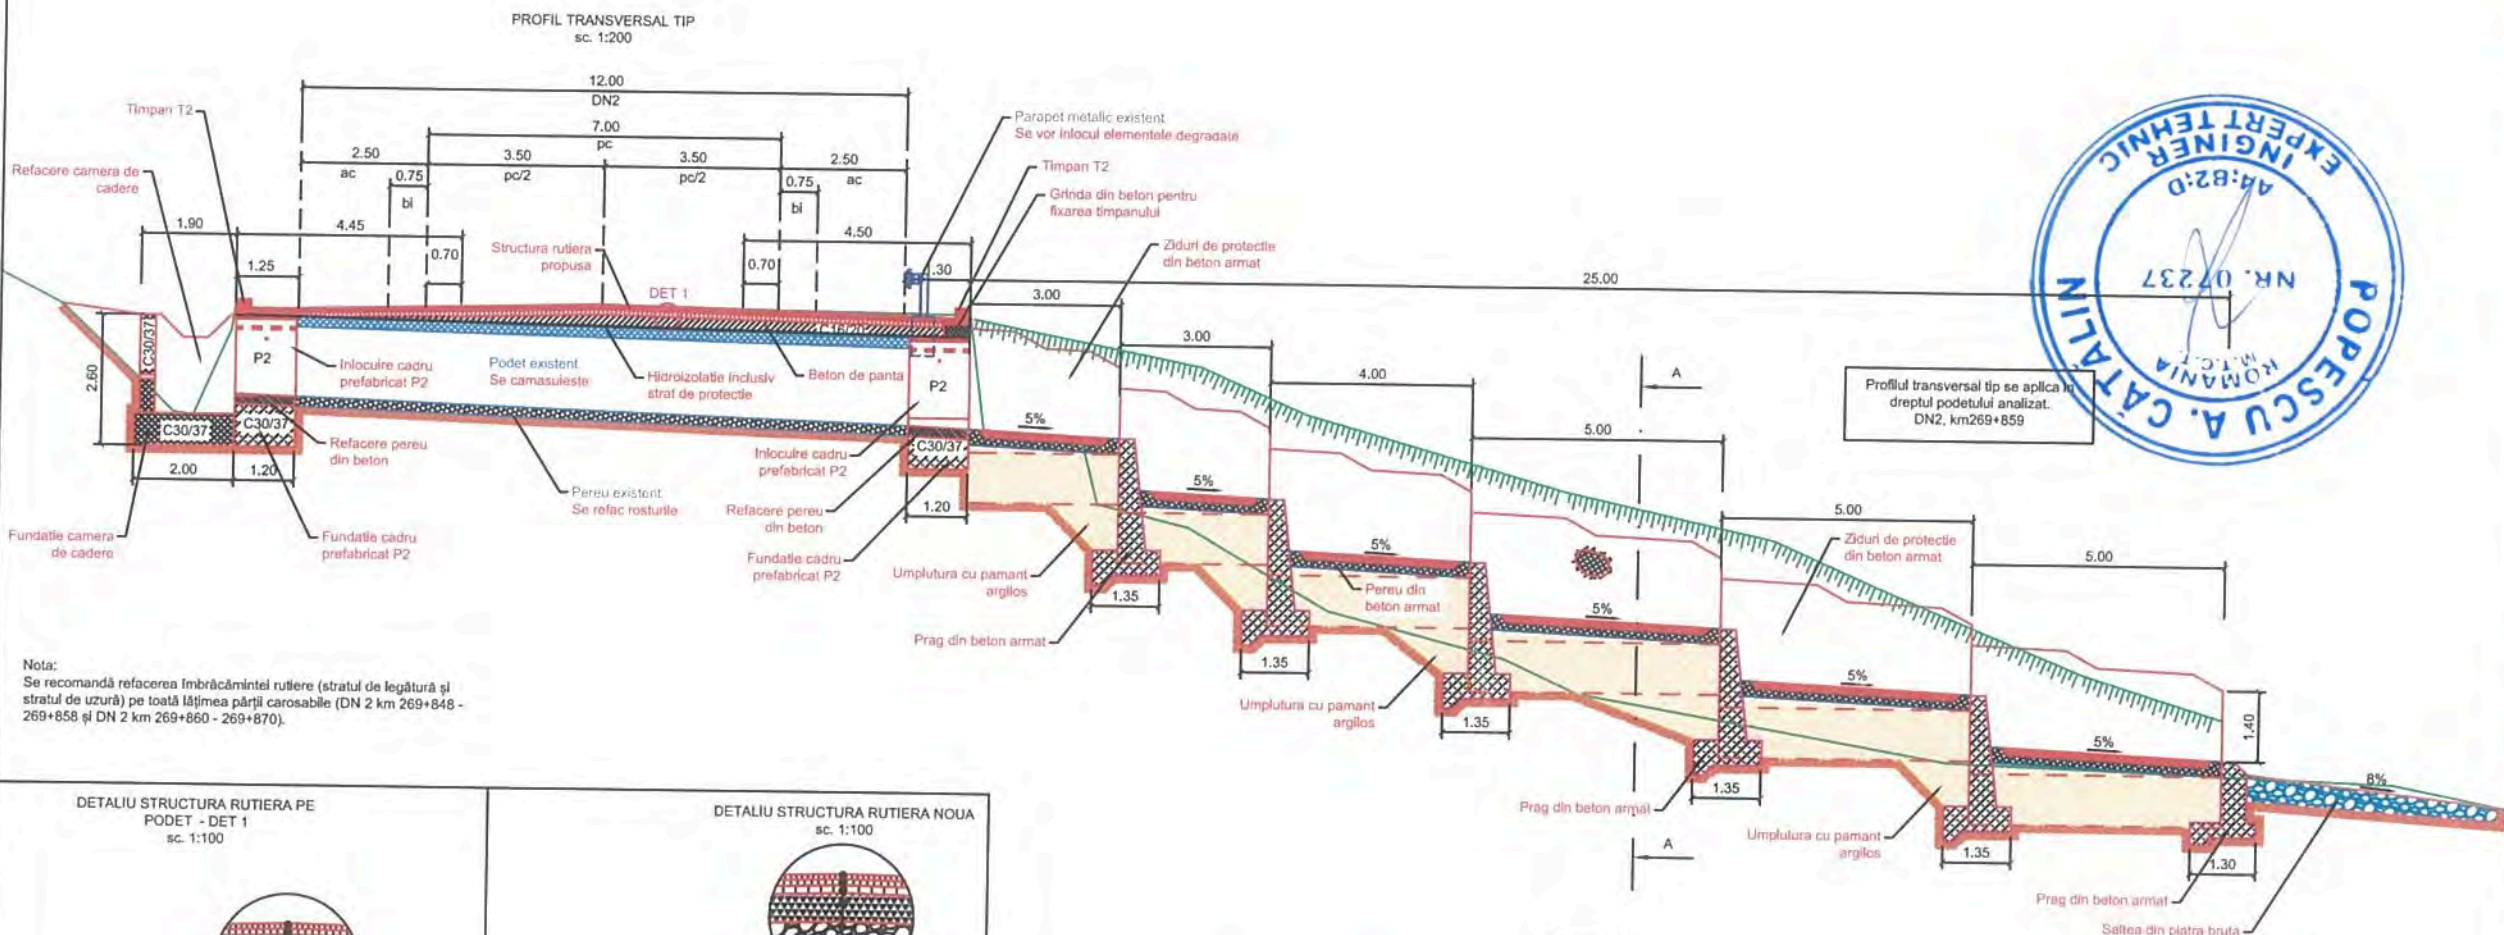 PROFIL TRANSVERSAL TIP
sc. 1:200
12.00
DN2
7.00
pc
2.50
ac
3.50
pc/2
3.50
pc/2
2.50
ac
0.75
bi
0.75
bi
Timpan T2
Refacere camera de
cadere
1.90
4.45
1.25
0.70
Structura rutiera
propusa
DET 1
4.50
0.70
.30
Parapet metalic existent
Se vor inlocui elementele degradate
Timpan T2
Grinda din beton pentru
fixarea timpanului
Ziduri de protectie
din beton armat
25.00
3.00
3.00
4.00
5.00
5.00
5.00
A
Profilul transversal tip se aplica in
dreptul podetului analizat.
DN2, km269+859
POPESCU A. CĂTĂLIN
EXPERT TEHNIC
INGINER
A4;B2;D
NR. 07237
ROMANIA
M.T.C.T.
2.60
C30/37
P2
C30/37
C30/37
2.00
1.20
Inlocuire cadru
prefabricat P2
Podet existent
Se camasuieste
Hidroizolatie inclusiv
strat de protectie
Beton de panta
C16/20
P2
C30/37
1.20
Refacere pereu
din beton
Pereu existent
Se refac rosturile
Inlocuire cadru
prefabricat P2
Refacere pereu
din beton
Fundatie cadru
prefabricat P2
Fundatie camera
de cadere
Fundatie cadru
prefabricat P2
5%
5%
5%
5%
5%
5%
8%
Umplutura cu pamant
argilos
Prag din beton armat
1.35
1.35
Pereu din
beton armat
Umplutura cu pamant
argilos
1.35
Ziduri de protectie
din beton armat
1.35
Prag din beton armat
A
Umplutura cu pamant
argilos
1.35
1.40
1.30
Prag din beton armat
Saltea din piatra bruta
Nota:
Se recomandă refacerea îmbrăcămintei rutiere (stratul de legătură și
stratul de uzură) pe toată lățimea părții carosabile (DN 2 km 269+848 -
269+858 și DN 2 km 269+860 - 269+870).
DETALIU STRUCTURA RUTIERA PE
PODET - DET 1
sc. 1:100
DETALIU STRUCTURA RUTIERA NOUA
sc. 1:100